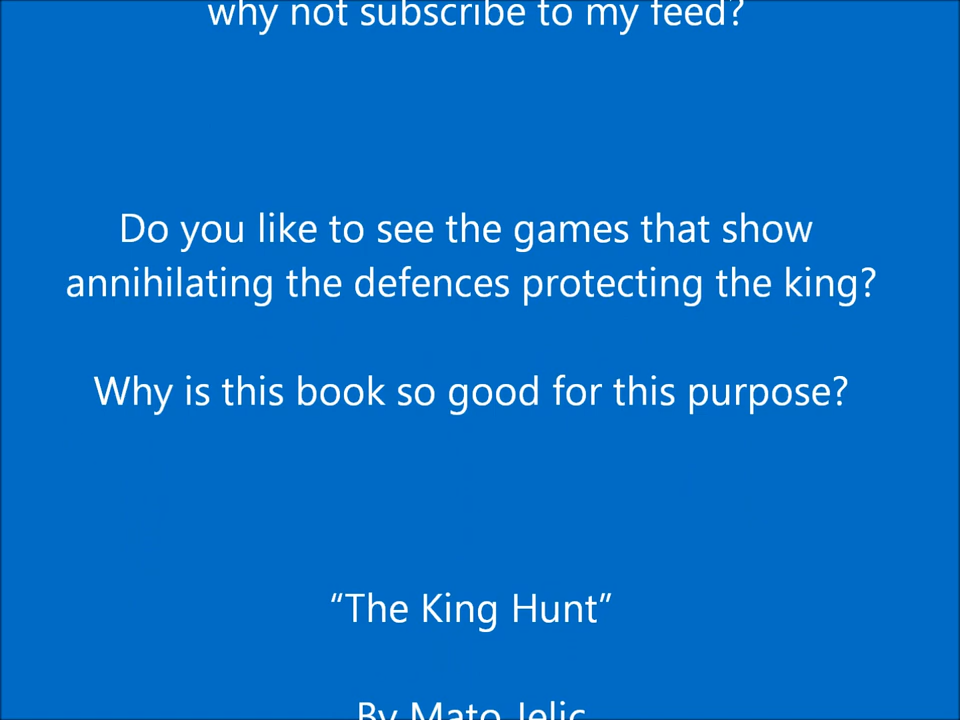 why not subscribe to my feed?
Do you like to see the games that show
annihilating the defences protecting the king?
Why is this book so good for this purpose?
“The King Hunt”
By Mato Jelic